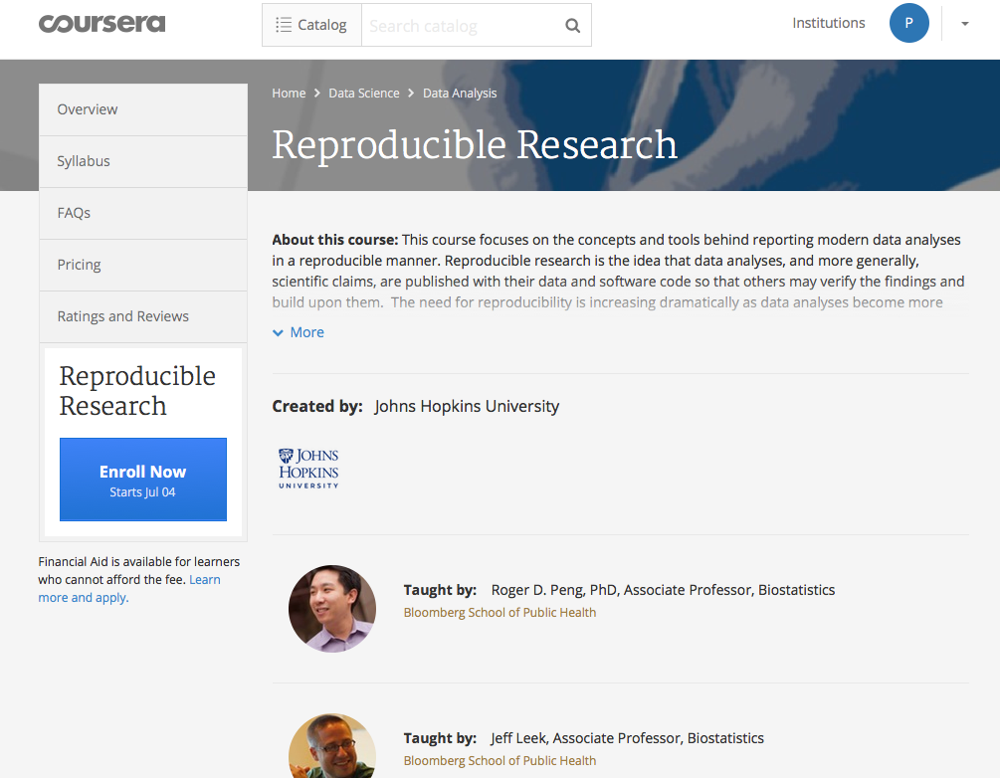 coursera
Catalog
Search catalog
Institutions
P
Home > Data Science > Data Analysis
Reproducible Research
Overview
Syllabus
FAQs
Pricing
Ratings and Reviews
Reproducible
Research
Enroll Now
Starts Jul 04
Financial Aid is available for learners
who cannot afford the fee. Learn
more and apply.
About this course: This course focuses on the concepts and tools behind reporting modern data analyses
in a reproducible manner. Reproducible research is the idea that data analyses, and more generally,
scientific claims, are published with their data and software code so that others may verify the findings and
build upon them.  The need for reproducibility is increasing dramatically as data analyses become more
More
Created by: Johns Hopkins University
JOHNS
HOPKINS
UNIVERSITY
Taught by: Roger D. Peng, PhD, Associate Professor, Biostatistics
Bloomberg School of Public Health
Taught by: Jeff Leek, Associate Professor, Biostatistics
Bloomberg School of Public Health